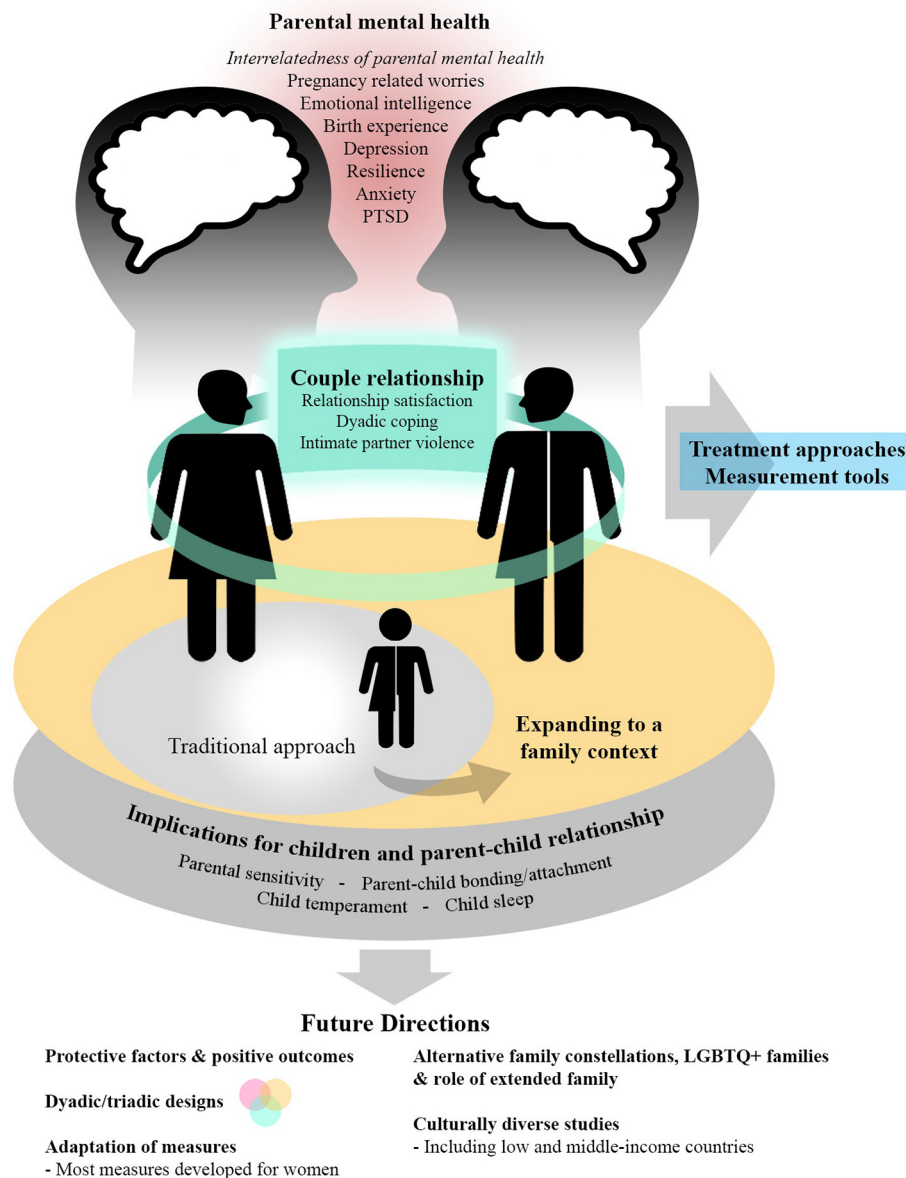 Parental mental health
Interrelatedness of parental mental health
Pregnancy related worries
Emotional intelligence
Birth experience
Depression
Resilience
Anxiety
PTSD
Couple relationship
Relationship satisfaction
Dyadic coping
Intimate partner violence
Treatment approaches
Measurement tools
Traditional approach
Expanding to a
family context
Implications for children and parent-child relationship
Parental sensitivity - Parent-child bonding/attachment
Child temperament - Child sleep
Future Directions
Protective factors & positive outcomes
Dyadic/triadic designs
Adaptation of measures
- Most measures developed for women
Alternative family constellations, LGBTQ+ families
& role of extended family
Culturally diverse studies
- Including low and middle-income countries